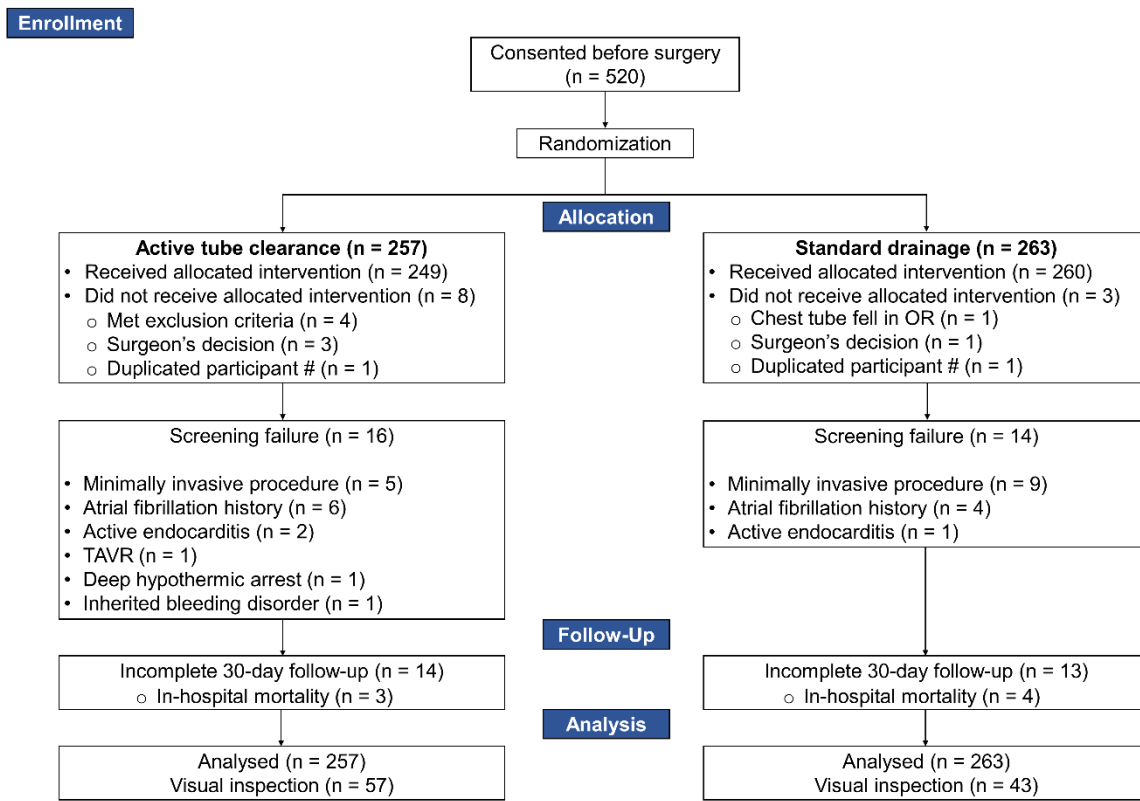 Enrollment
Consented before surgery
(n = 520)
Randomization
Allocation
Active tube clearance (n = 257)
• Received allocated intervention (n = 249)
• Did not receive allocated intervention (n = 8)
○ Met exclusion criteria (n = 4)
○ Surgeon's decision (n = 3)
○ Duplicated participant # (n = 1)
Standard drainage (n = 263)
• Received allocated intervention (n = 260)
• Did not receive allocated intervention (n = 3)
○ Chest tube fell in OR (n = 1)
○ Surgeon's decision (n = 1)
○ Duplicated participant # (n = 1)
Screening failure (n = 16)
• Minimally invasive procedure (n = 5)
• Atrial fibrillation history (n = 6)
• Active endocarditis (n = 2)
• TAVR (n = 1)
• Deep hypothermic arrest (n = 1)
• Inherited bleeding disorder (n = 1)
Screening failure (n = 14)
• Minimally invasive procedure (n = 9)
• Atrial fibrillation history (n = 4)
• Active endocarditis (n = 1)
Follow-Up
Incomplete 30-day follow-up (n = 14)
○ In-hospital mortality (n = 3)
Incomplete 30-day follow-up (n = 13)
○ In-hospital mortality (n = 4)
Analysis
Analysed (n = 257)
Visual inspection (n = 57)
Analysed (n = 263)
Visual inspection (n = 43)